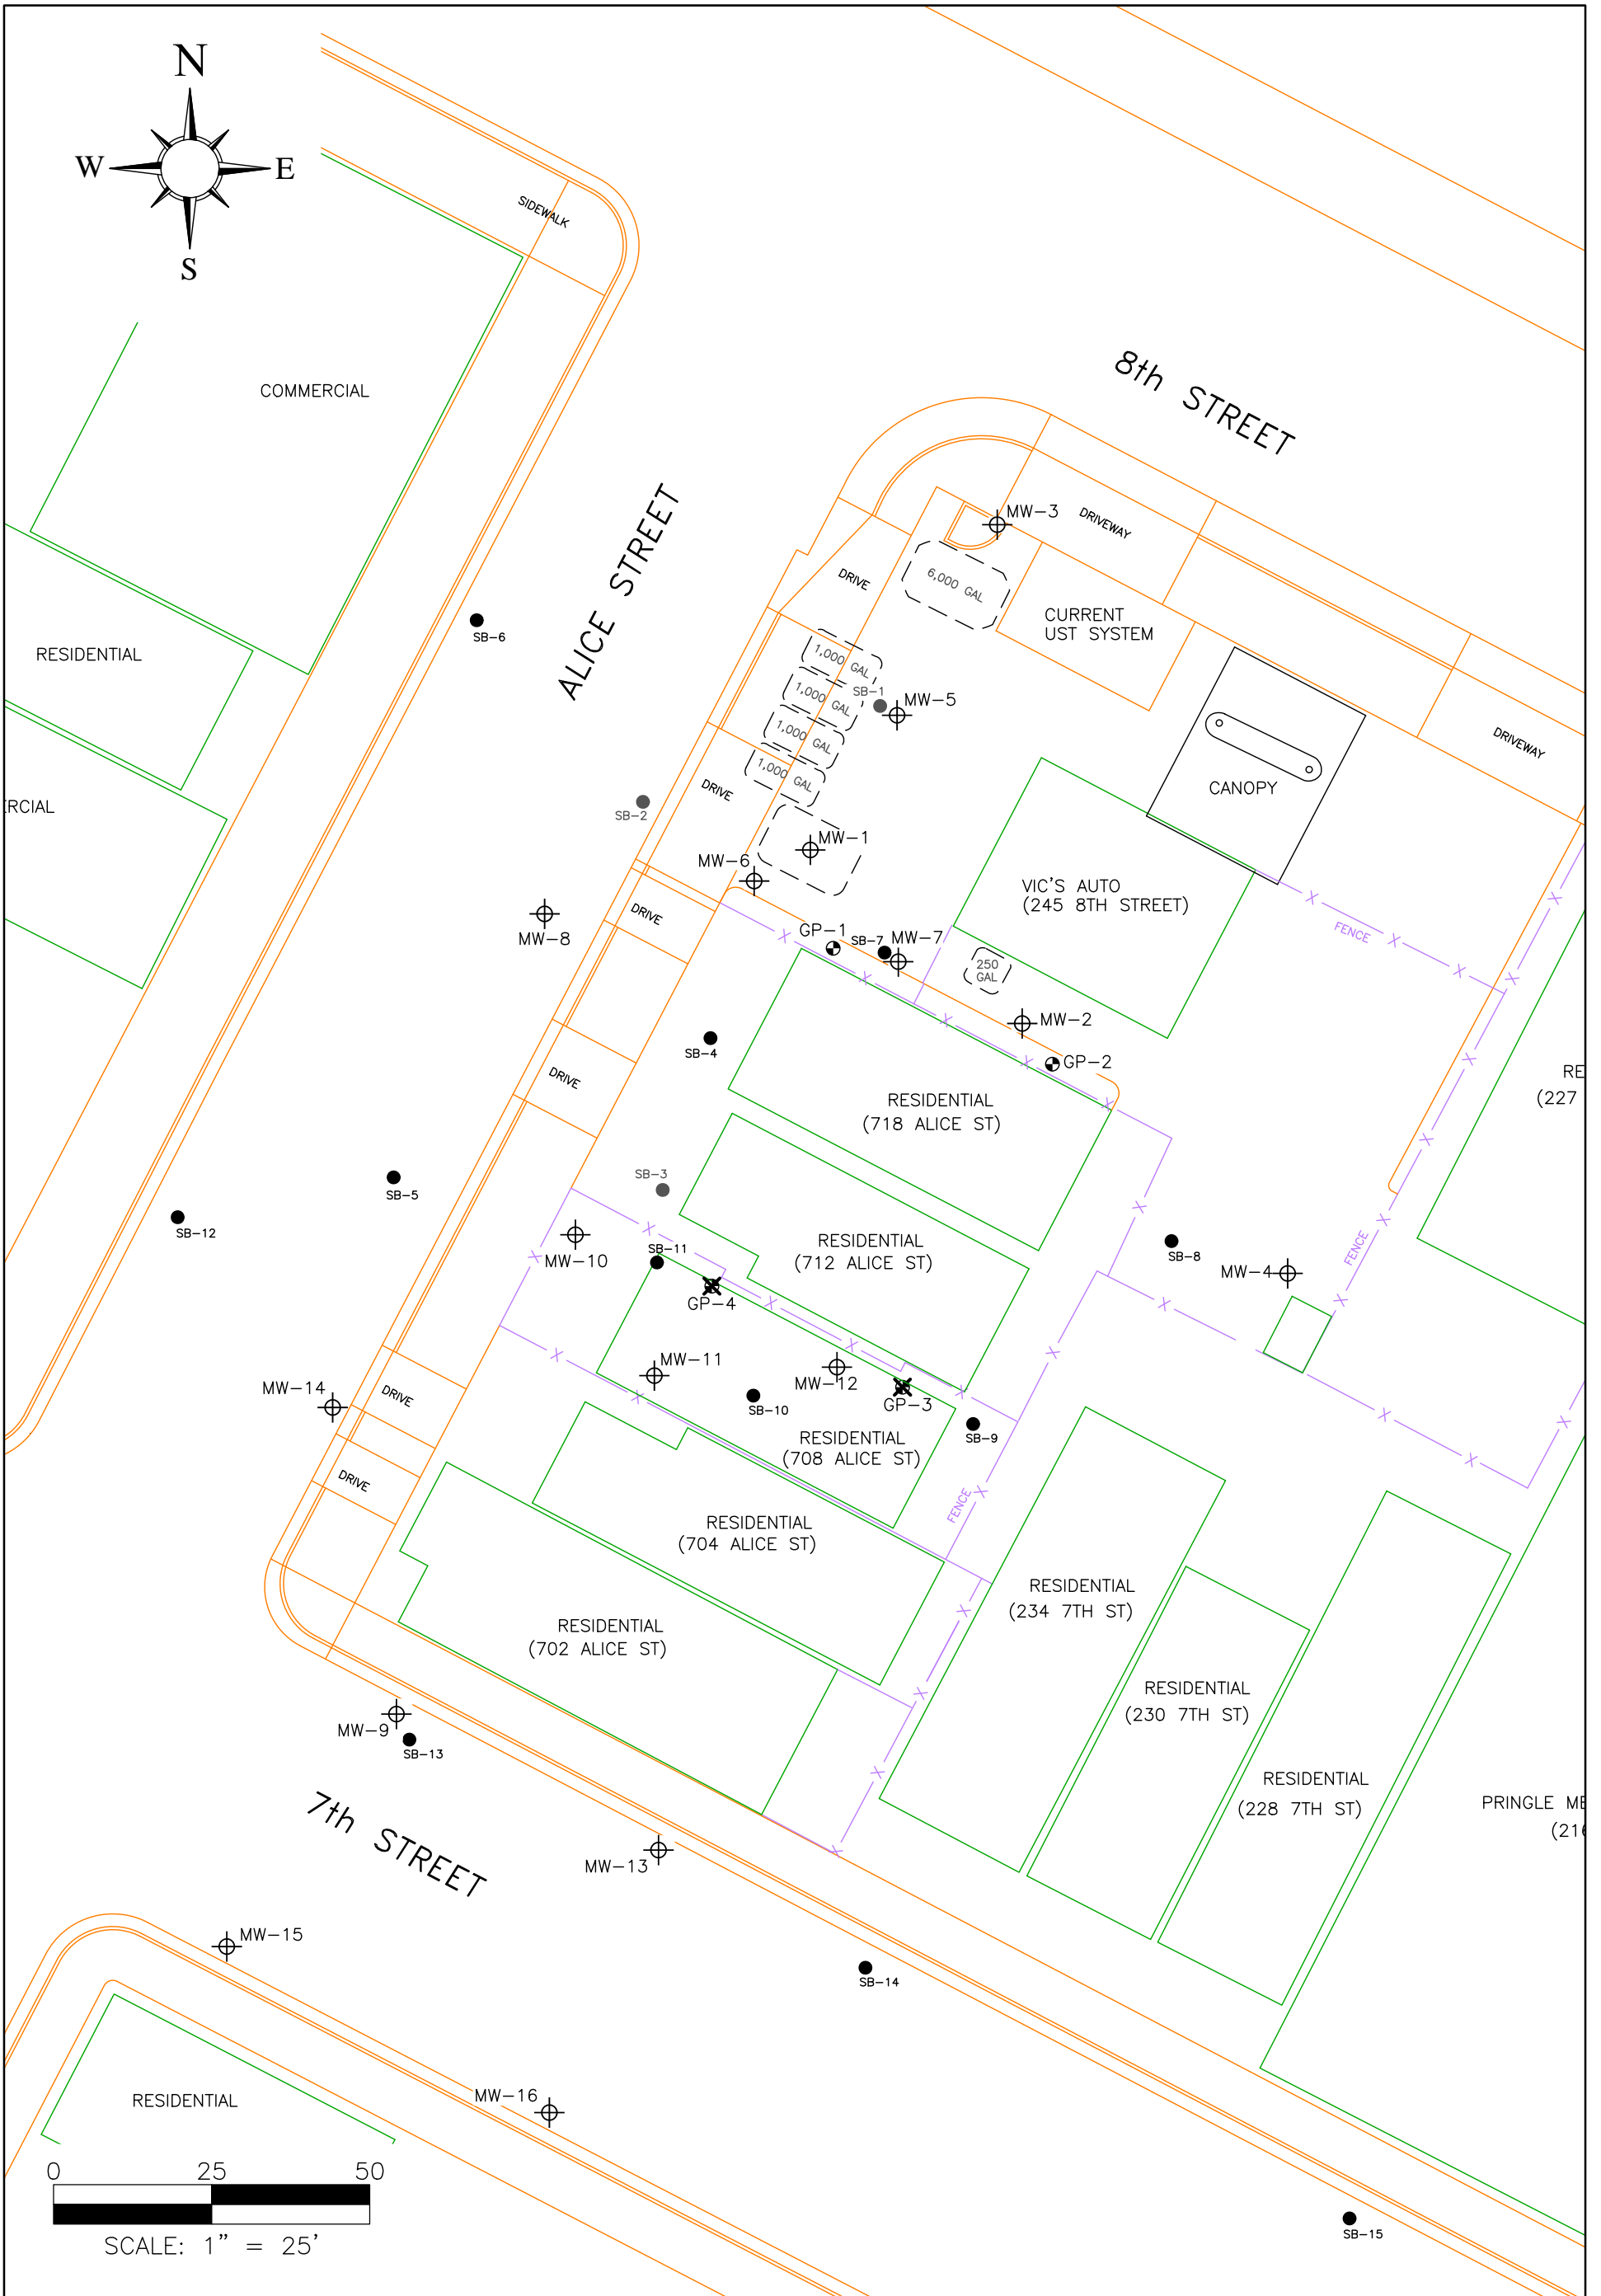 N
W
E
S
SIDEWALK
COMMERCIAL
8th STREET
ALICE STREET
MW-3
DRIVEWAY
DRIVE
6,000 GAL
CURRENT
UST SYSTEM
SB-6
RESIDENTIAL
1,000 GAL
1,000 GAL
SB-1
MW-5
1,000 GAL
1,000 GAL
DRIVEWAY
CANOPY
DRIVE
SB-2
ERCIAL
MW-1
MW-6
VIC'S AUTO
(245 8TH STREET)
DRIVE
MW-8
GP-1
SB-7
MW-7
FENCE
250
GAL
MW-2
SB-4
GP-2
DRIVE
RE
(227
RESIDENTIAL
(718 ALICE ST)
SB-3
SB-5
SB-12
MW-10
SB-11
RESIDENTIAL
(712 ALICE ST)
SB-8
FENCE
MW-4
GP-4
MW-11
MW-12
MW-14
DRIVE
SB-10
GP-3
SB-9
RESIDENTIAL
(708 ALICE ST)
DRIVE
FENCE
RESIDENTIAL
(704 ALICE ST)
RESIDENTIAL
(234 7TH ST)
RESIDENTIAL
(702 ALICE ST)
RESIDENTIAL
(230 7TH ST)
MW-9
SB-13
RESIDENTIAL
(228 7TH ST)
PRINGLE ME
(216
7th STREET
MW-13
MW-15
SB-14
MW-16
RESIDENTIAL
0 25 50
SCALE: 1" = 25'
SB-15